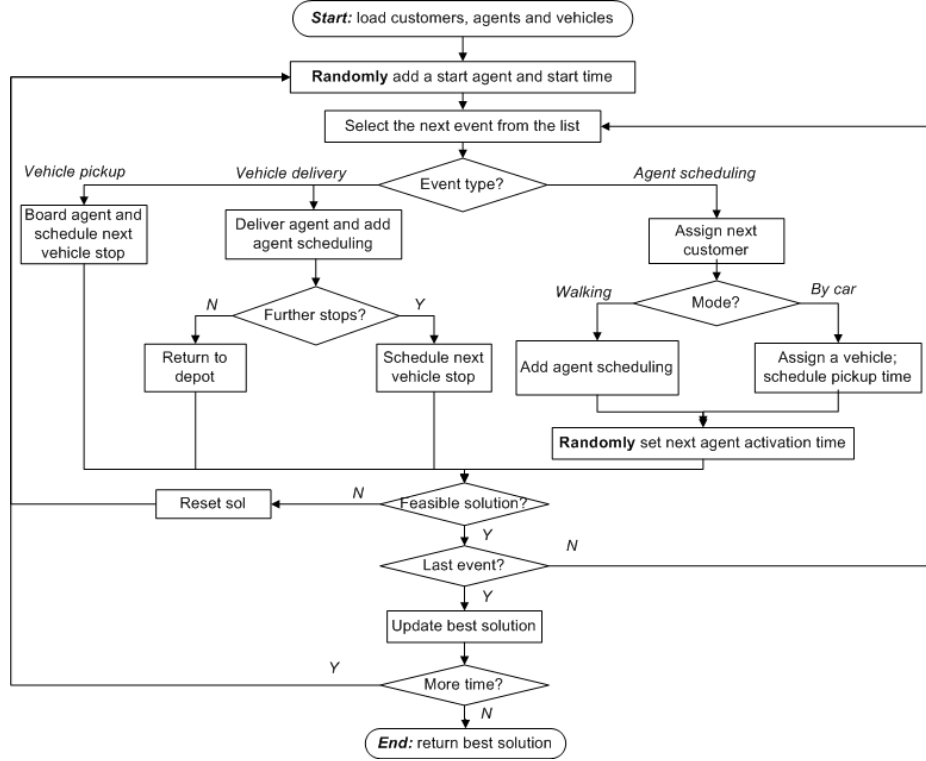 Start: load customers, agents and vehicles
Randomly add a start agent and start time
Select the next event from the list
Vehicle pickup
Vehicle delivery
Event type?
Agent scheduling
Board agent and
schedule next
vehicle stop
Deliver agent and add
agent scheduling
Assign next
customer
Walking
Mode?
By car
N
Further stops?
Y
Return to
depot
Schedule next
vehicle stop
Add agent scheduling
Assign a vehicle;
schedule pickup time
Randomly set next agent activation time
Reset sol
N
Feasible solution?
Y
Last event?
N
Y
Update best solution
Y
More time?
N
End: return best solution